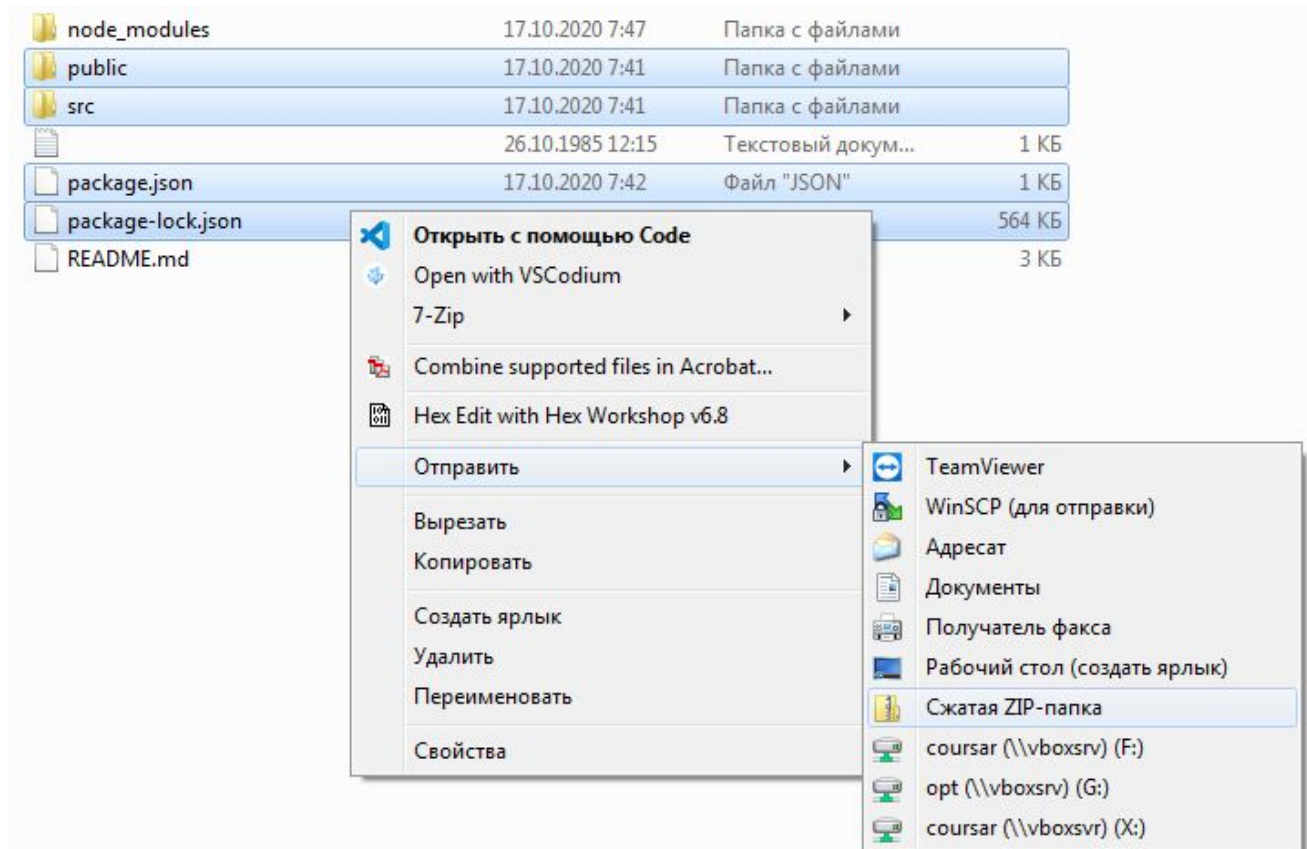 node_modules 17.10.2020 7:47 Папка с файлами
public 17.10.2020 7:41 Папка с файлами
src 17.10.2020 7:41 Папка с файлами
26.10.1985 12:15 Текстовый докум... 1 КБ
package.json 17.10.2020 7:42 Файл "JSON" 1 КБ
package-lock.json 564 КБ
README.md 3 КБ
Открыть с помощью Code
Open with VSCodium
7-Zip
Combine supported files in Acrobat...
Hex Edit with Hex Workshop v6.8
Отправить
Вырезать
Копировать
Создать ярлык
Удалить
Переименовать
Свойства
TeamViewer
WinSCP (для отправки)
Адресат
Документы
Получатель факса
Рабочий стол (создать ярлык)
Сжатая ZIP-папка
coursar (\\vboxsrv) (F:)
opt (\\vboxsrv) (G:)
coursar (\\vboxsvr) (X:)